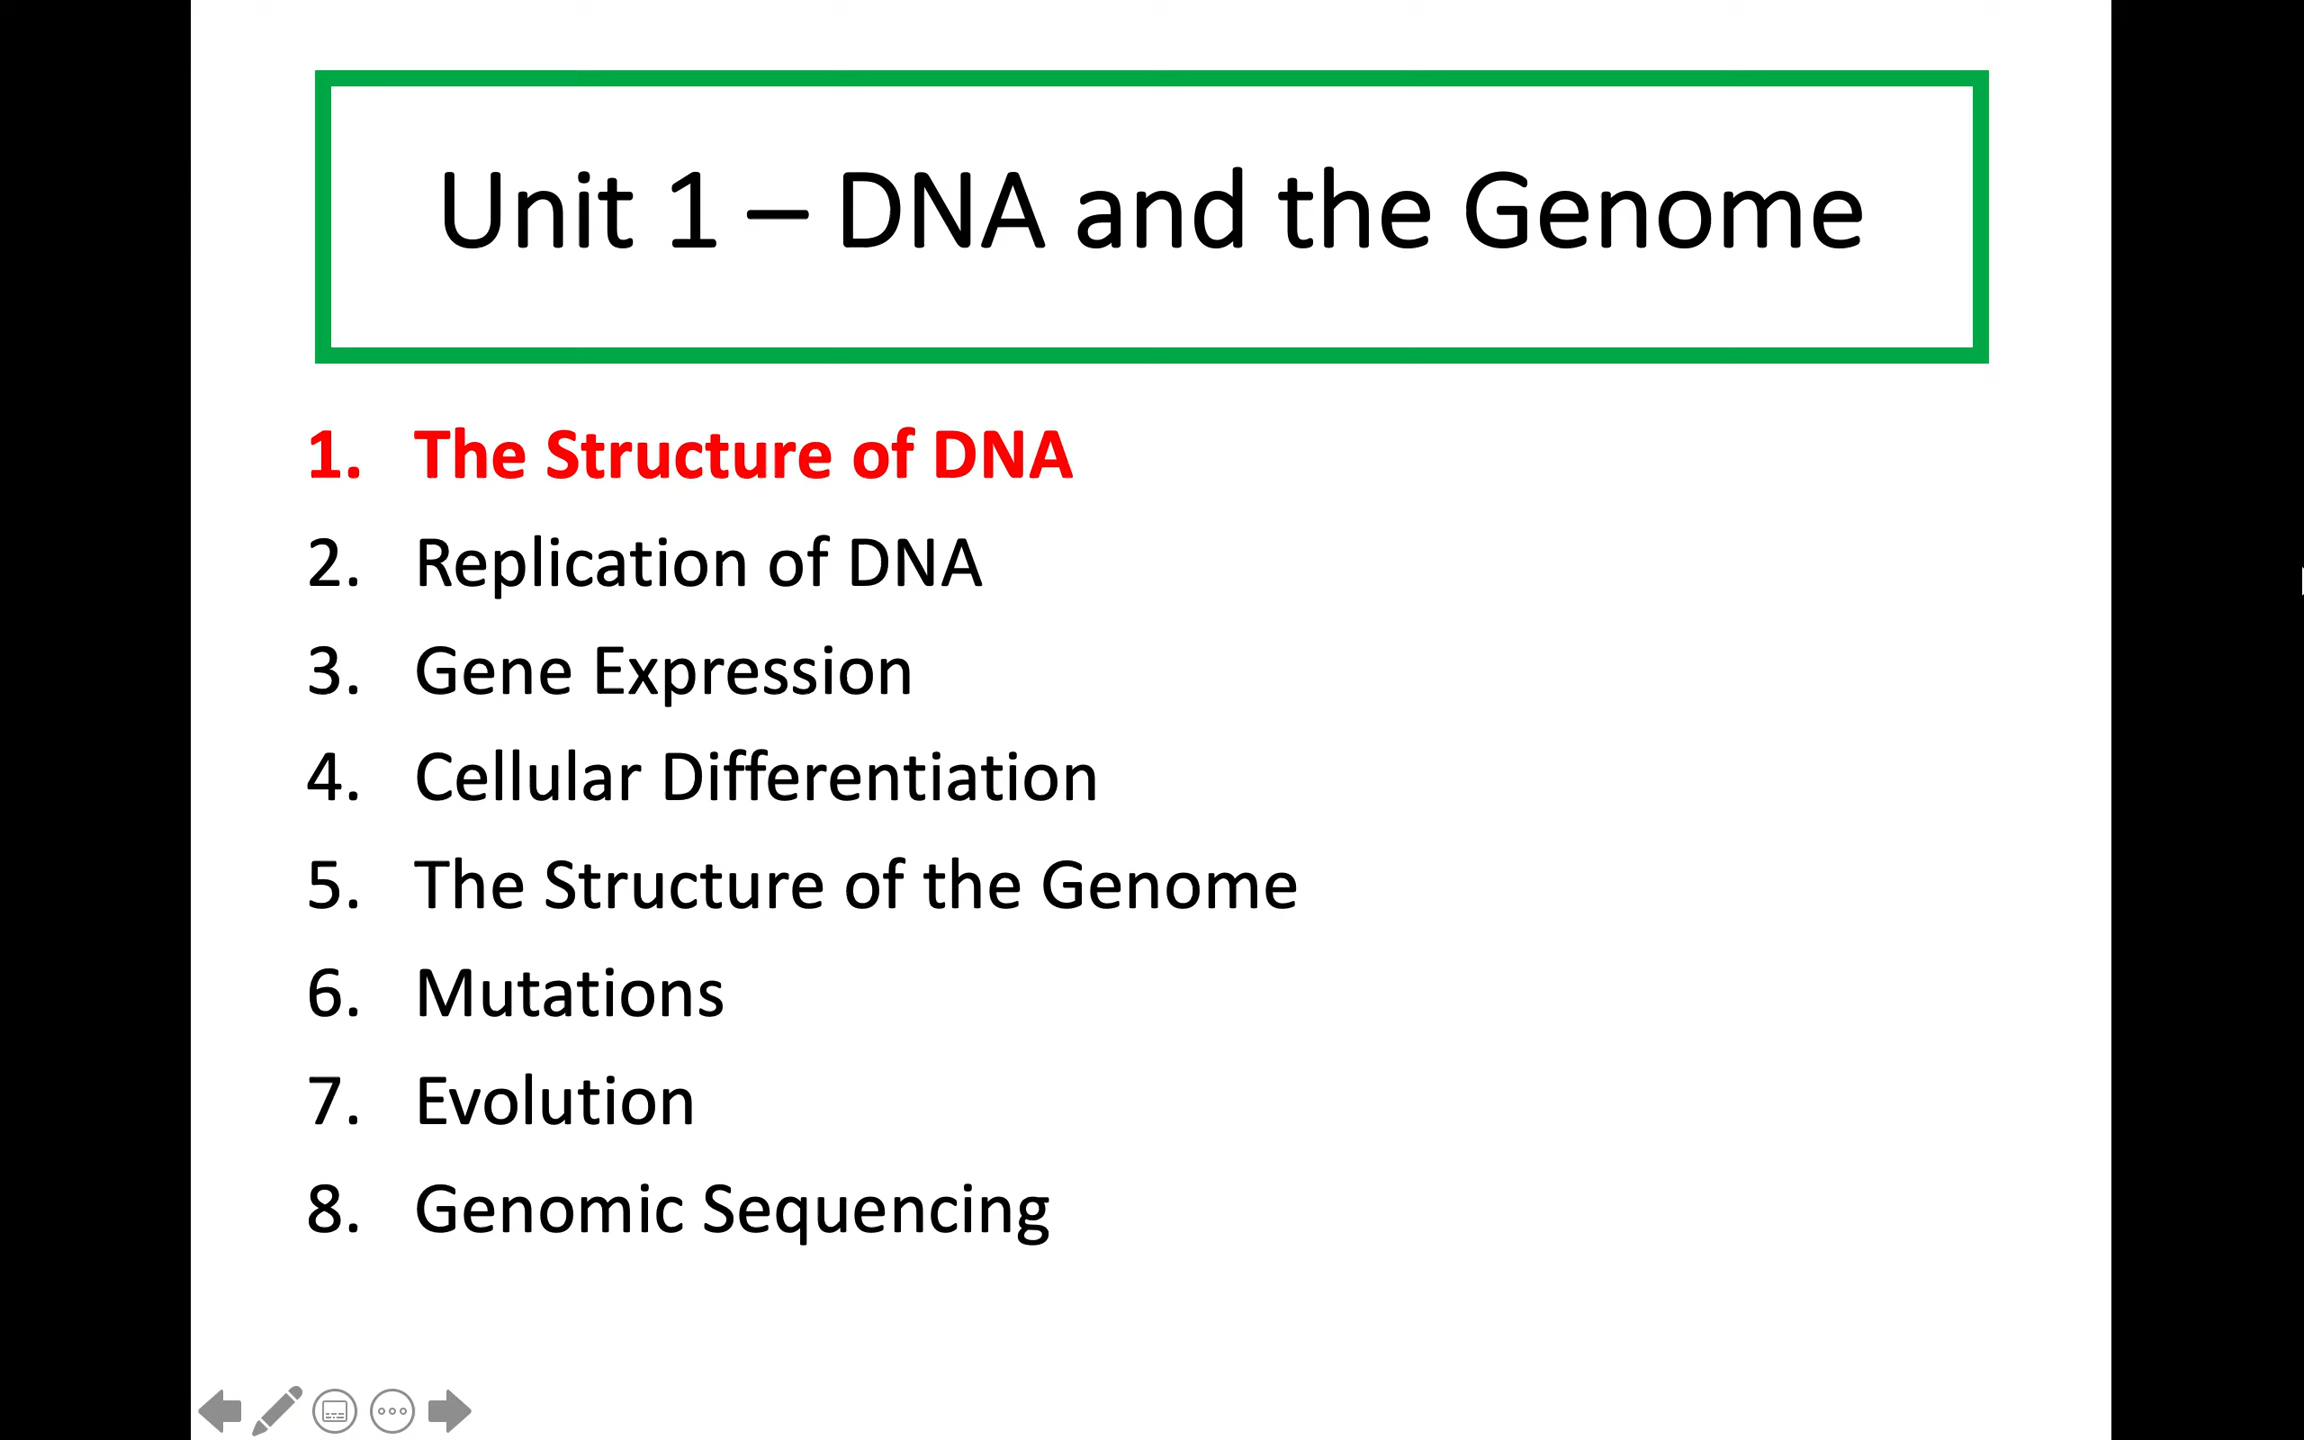 Unit 1 – DNA and the Genome
1. The Structure of DNA
2. Replication of DNA
3. Gene Expression
4. Cellular Differentiation
5. The Structure of the Genome
6. Mutations
7. Evolution
8. Genomic Sequencing